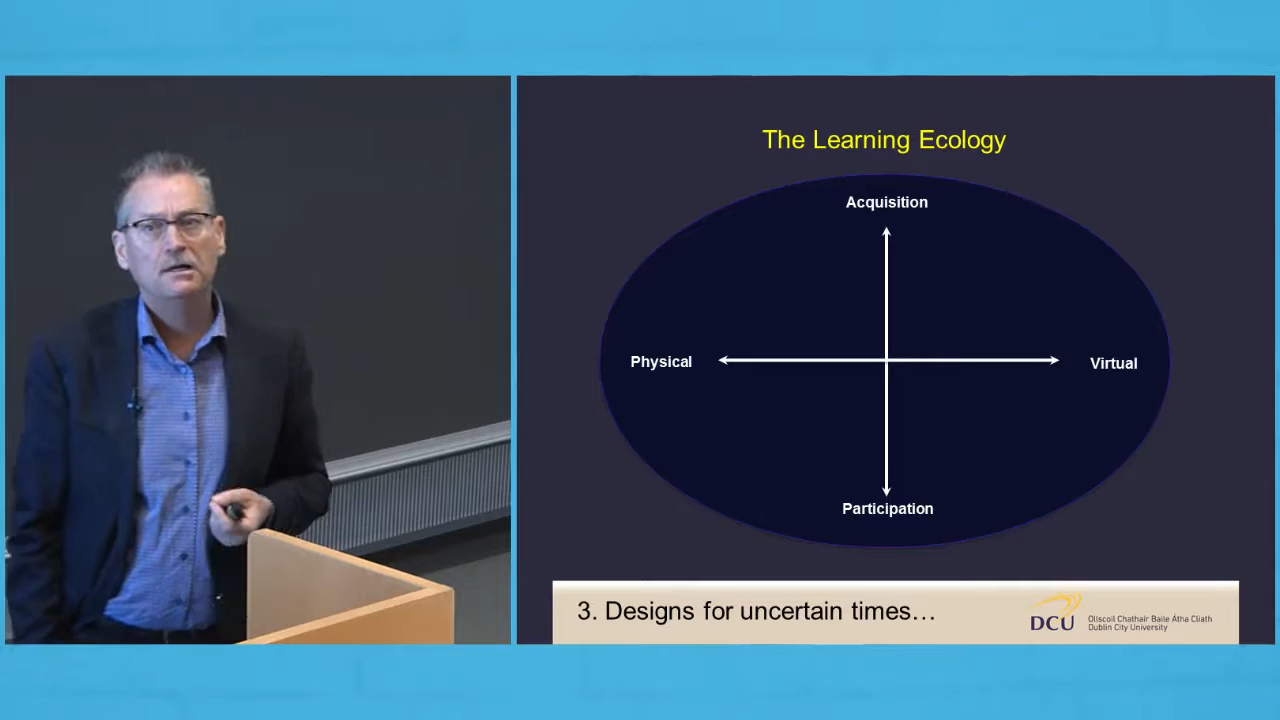 The Learning Ecology
Acquisition
Physical
Virtual
Participation
3. Designs for uncertain times…
DCU
Ollscoil Chathair Baile Átha Cliath
Dublin City University